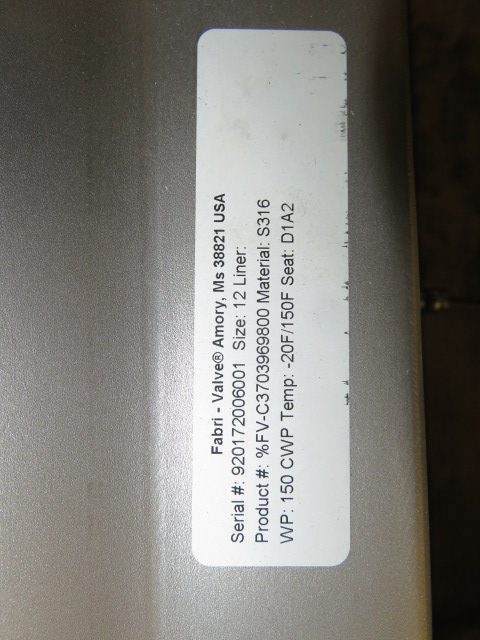 Fabri - Valve® Amory, Ms 38821 USA
Serial #: 920172006001 Size: 12 Liner:
Product #: %FV-C3703969800 Material: S316
WP: 150 CWP Temp: -20F/150F Seat: D1A2